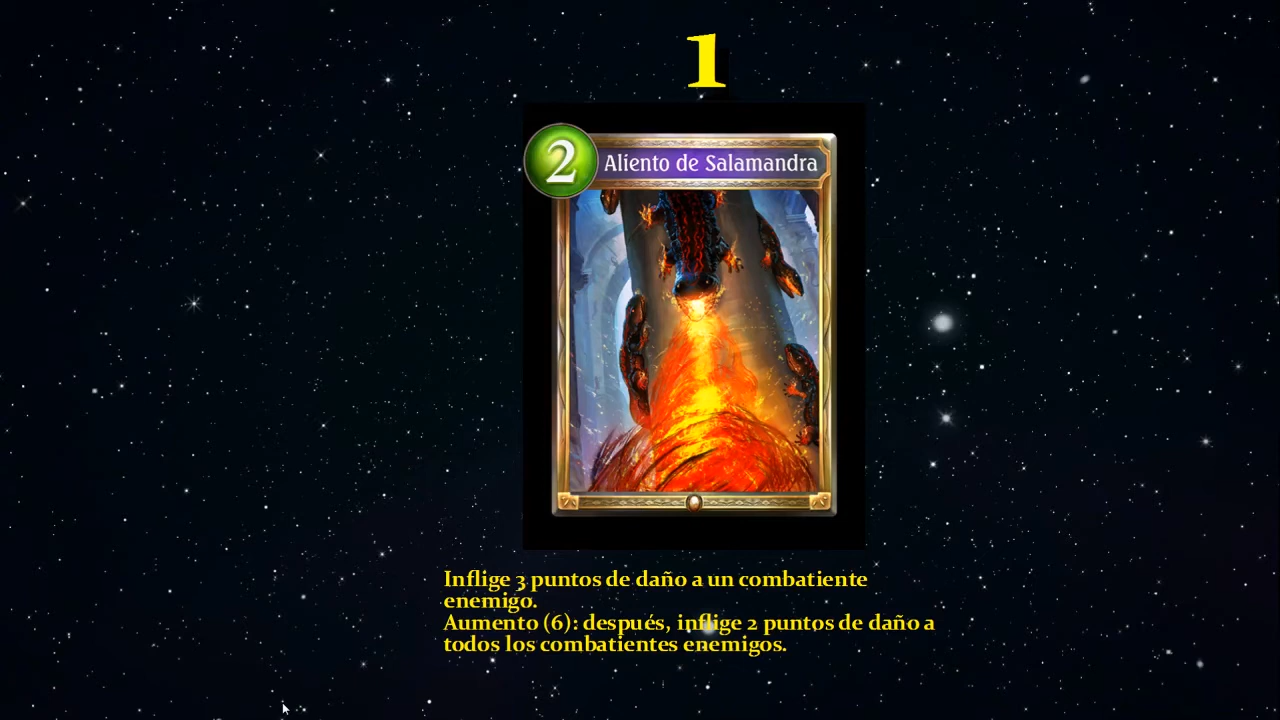 1
2
Aliento de Salamandra
Inflige 3 puntos de daño a un combatiente
enemigo.
Aumento (6): después, inflige 2 puntos de daño a
todos los combatientes enemigos.